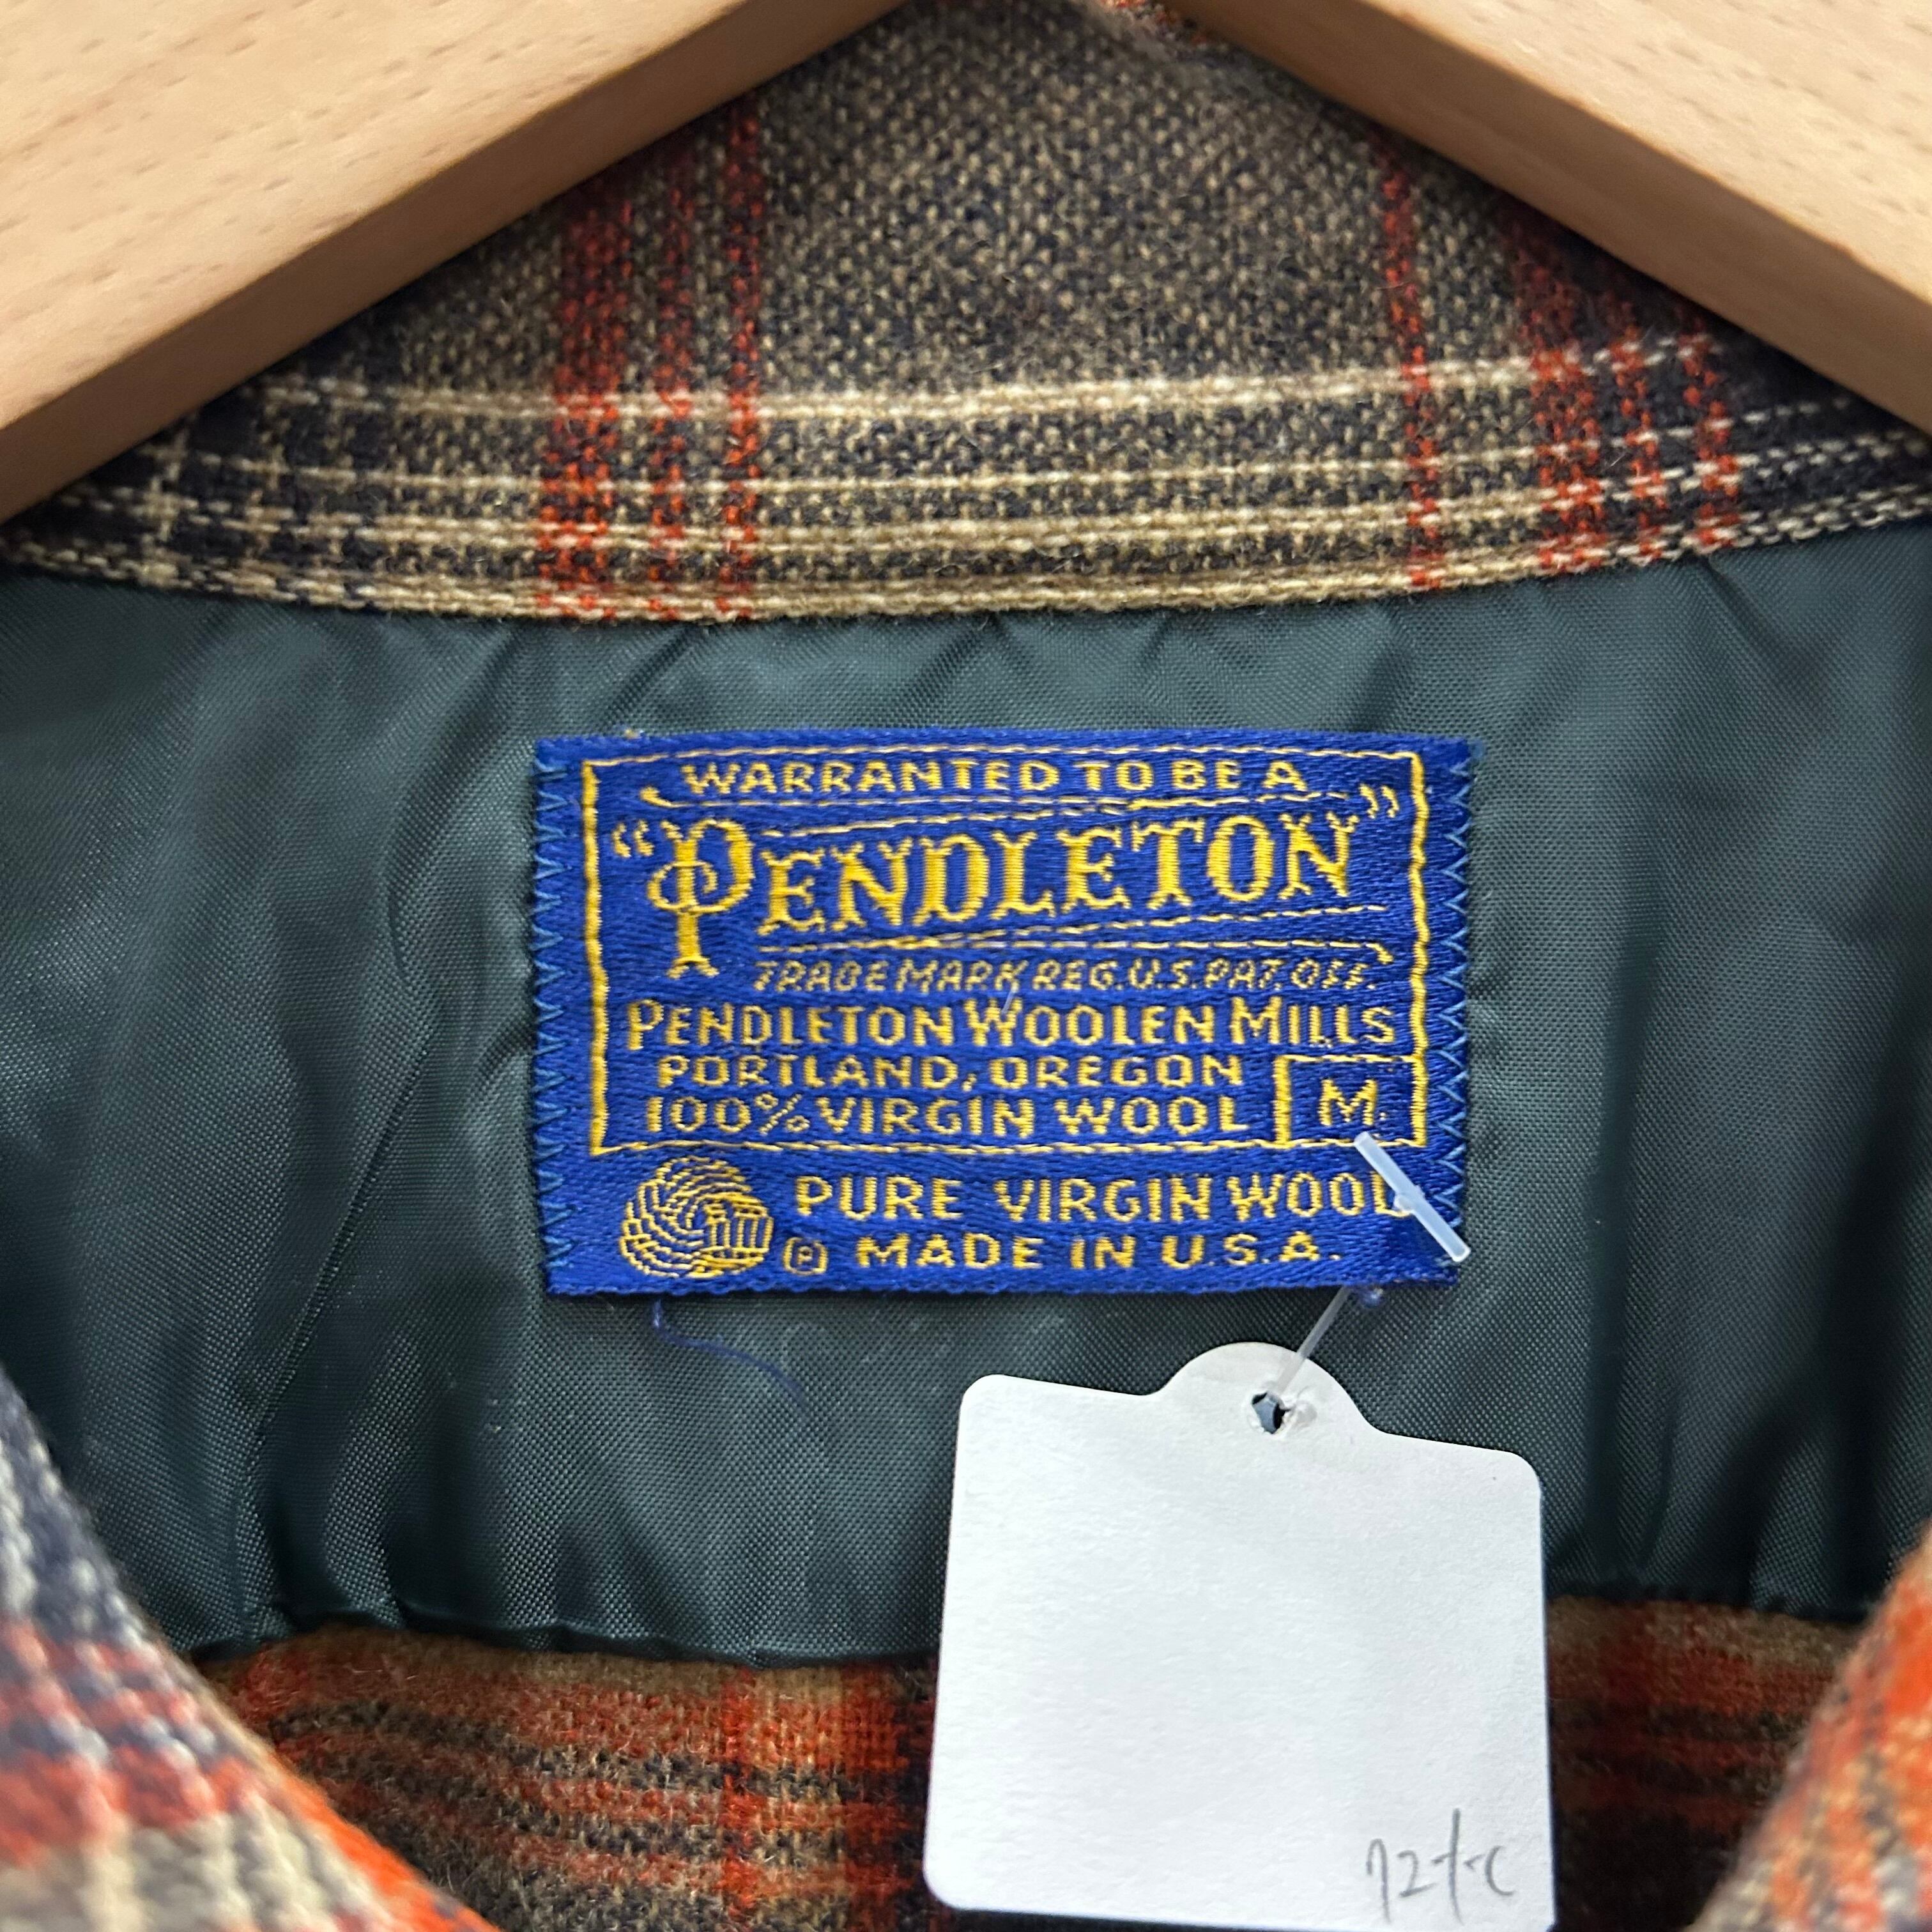 WARRANTED TO BE A
"PENDLETON"
TRADE MARK REG. U.S. PAT. OFF.
PENDLETON WOOLEN MILLS
PORTLAND, OREGON
100% VIRGIN WOOL
M.
PURE VIRGIN WOOL
® MADE IN U.S.A.